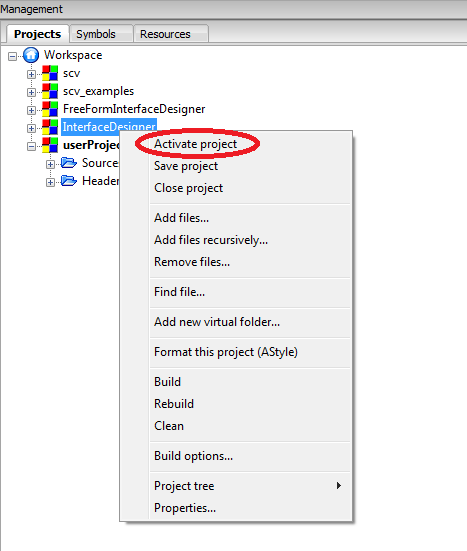 Management
Projects Symbols Resources
Workspace
scv
scv_examples
FreeFormInterfaceDesigner
InterfaceDesigner
userProjec
Sources
Header
Activate project
Save project
Close project
Add files...
Add files recursively...
Remove files...
Find file...
Add new virtual folder...
Format this project (AStyle)
Build
Rebuild
Clean
Build options...
Project tree
Properties...